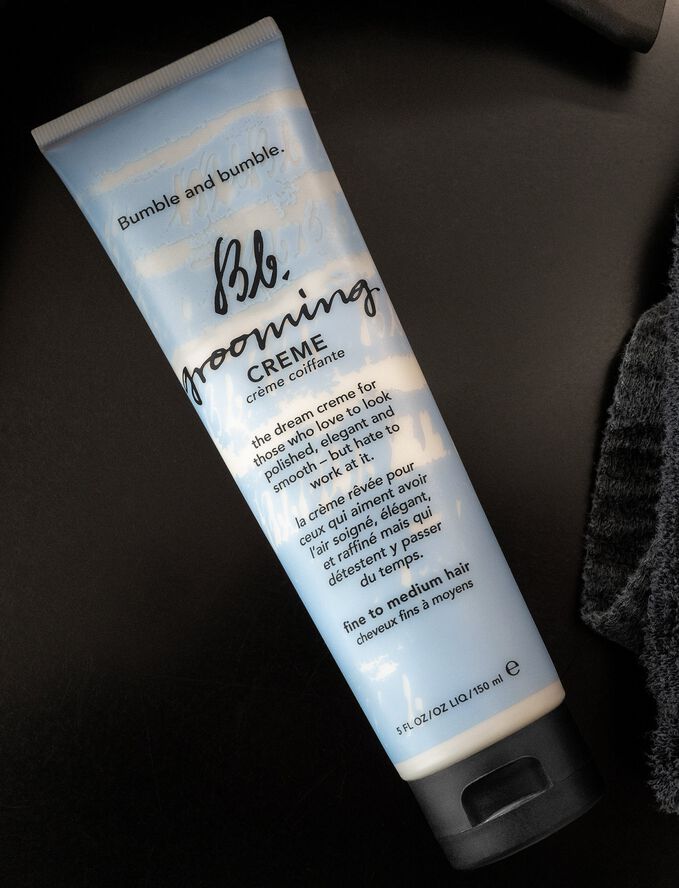 Bumble and bumble.
Bb.
grooming
CREME
crème coiffante
the dream creme for
those who love to look
polished, elegant and
smooth – but hate to
work at it.
la crème rêvée pour
ceux qui aiment avoir
l'air soigné, élégant,
et raffiné mais qui
détestent y passer
du temps.
fine to medium hair
cheveux fins à moyens
5 FL OZ/OZ LIQ/150 ml ℮